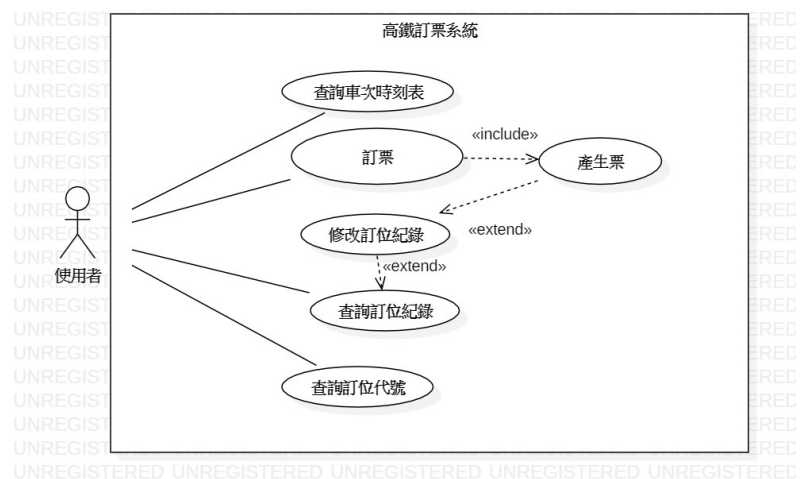 高鐵訂票系統
查詢車次時刻表
訂票
«include»
產生票
修改訂位紀錄
«extend»
«extend»
使用者
查詢訂位紀錄
查詢訂位代號
UNREGISTERED UNREGISTERED UNREGISTERED UNREGISTERED UNREGISTERED